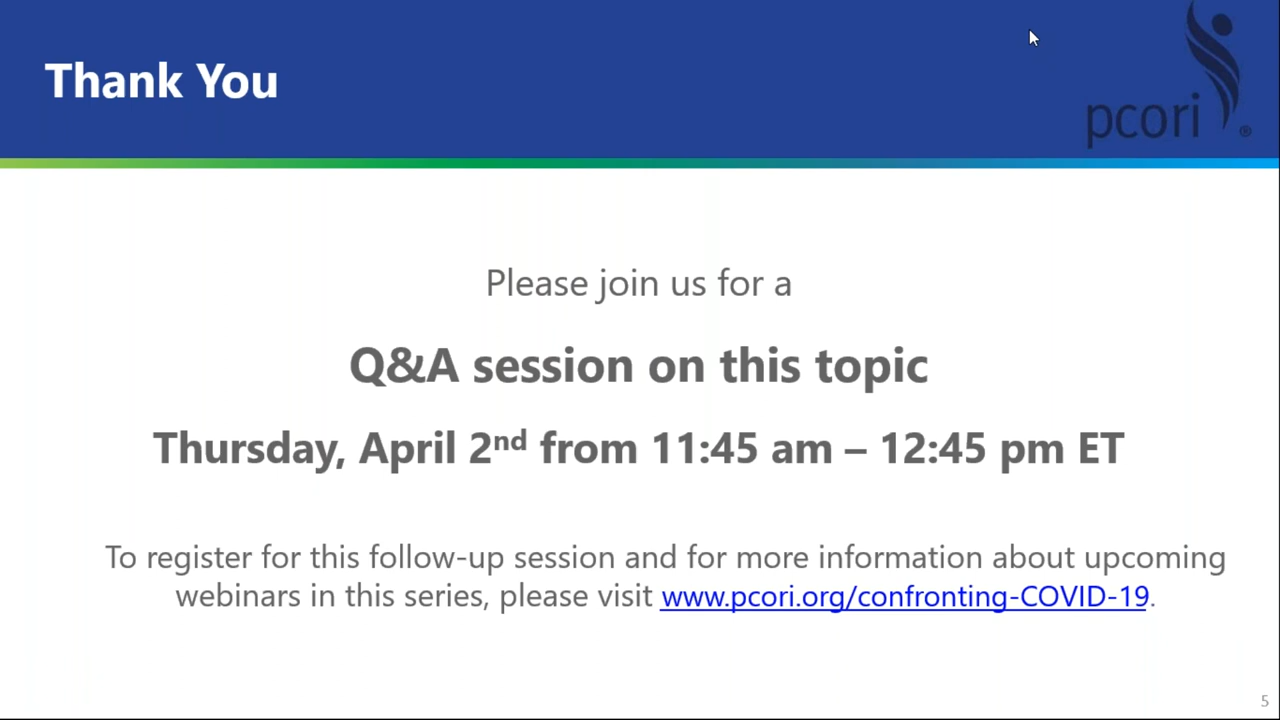 Thank You
pcori®
Please join us for a
Q&A session on this topic
Thursday, April 2nd from 11:45 am – 12:45 pm ET
To register for this follow-up session and for more information about upcoming
webinars in this series, please visit www.pcori.org/confronting-COVID-19.
5